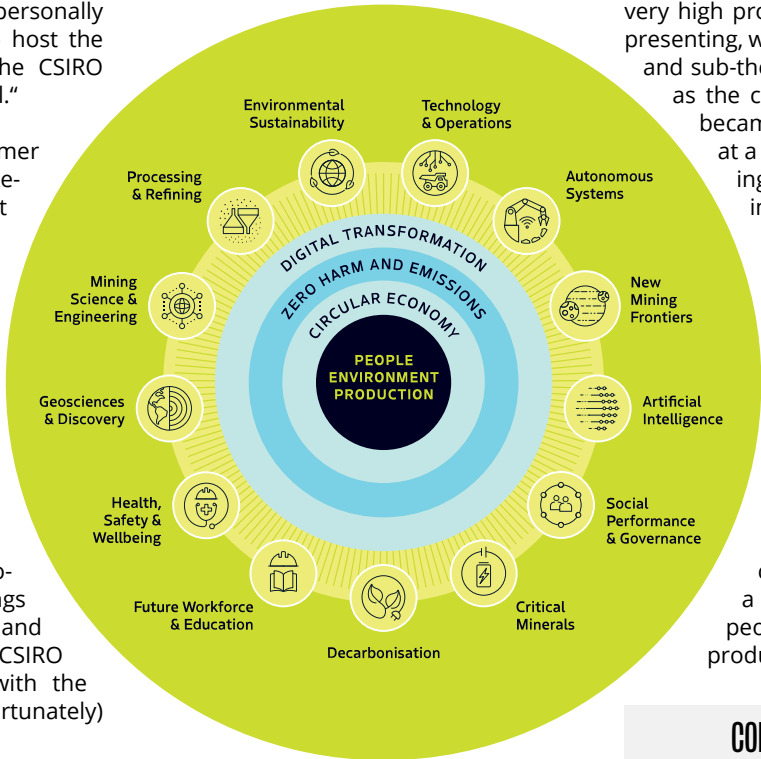 personally
host the
he CSIRO
l.“
mer
e-
t
very high pro
presenting, w
and sub-the
as the c
becam
at a
ing
i
Environmental
Sustainability
Technology
& Operations
Processing
& Refining
Autonomous
Systems
Mining
Science &
Engineering
New
Mining
Frontiers
Geosciences
& Discovery
Artificial
Intelligence
Health,
Safety &
Wellbeing
Social
Performance
& Governance
Future Workforce
& Education
Critical
Minerals
Decarbonisation
DIGITAL TRANSFORMATION
ZERO HARM AND EMISSIONS
CIRCULAR ECONOMY
PEOPLE
ENVIRONMENT
PRODUCTION
gs
and
CSIRO
with the
rtunately)
a
peo
produ
CO